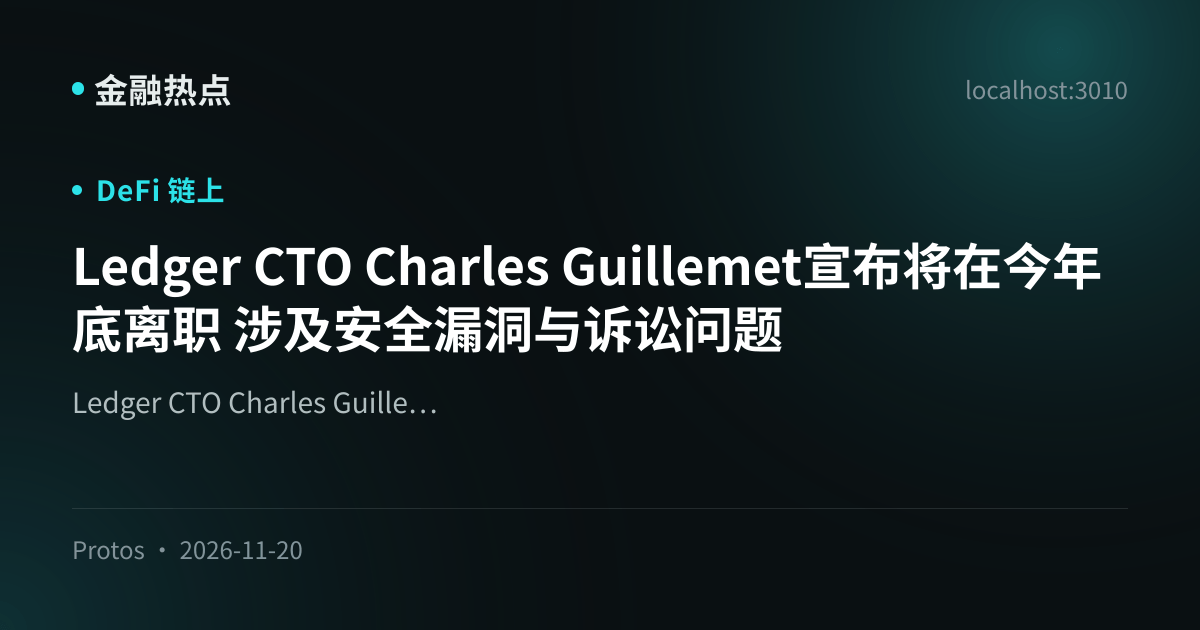 金融热点
localhost:3010
DeFi 链上
Ledger CTO Charles Guillemet宣布将在今年
底离职 涉及安全漏洞与诉讼问题
Ledger CTO Charles Guille…
Protos • 2026-11-20